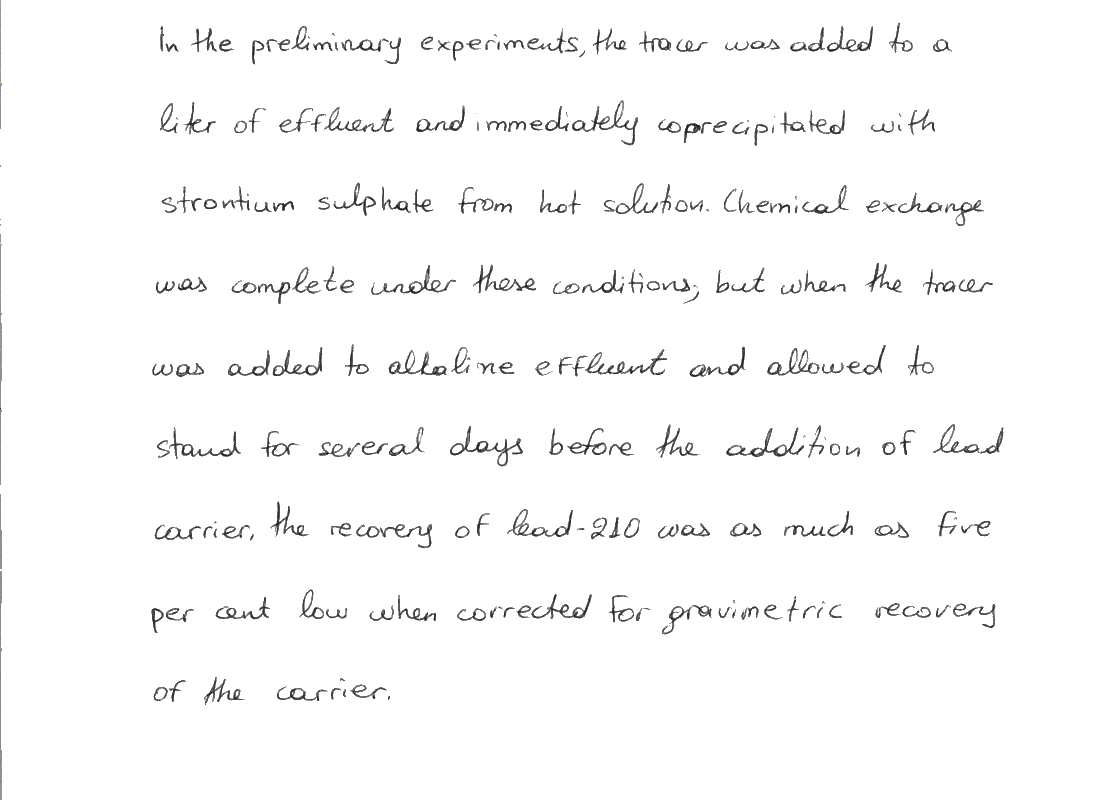 In the preliminary experiments, the tracer was added to a
liter of effluent and immediately coprecipitated with
strontium sulphate from hot solution. Chemical exchange
was complete under these conditions; but when the tracer
was added to alkaline effluent and allowed to
stand for several days before the addition of lead
carrier, the recovery of lead-210 was as much as five
per cent low when corrected for gravimetric recovery
of the carrier.